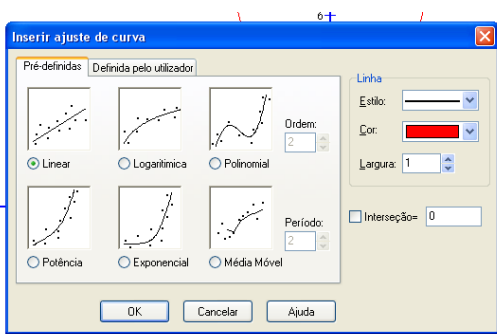 6
Inserir ajuste de curva
Pré-definidas
Definida pelo utilizador
Linear
Logarítimica
Polinomial
Ordem:
2
Potência
Exponencial
Média Móvel
Período:
2
Linha
Estilo:
Cor:
Largura: 1
Interseção= 0
OK
Cancelar
Ajuda